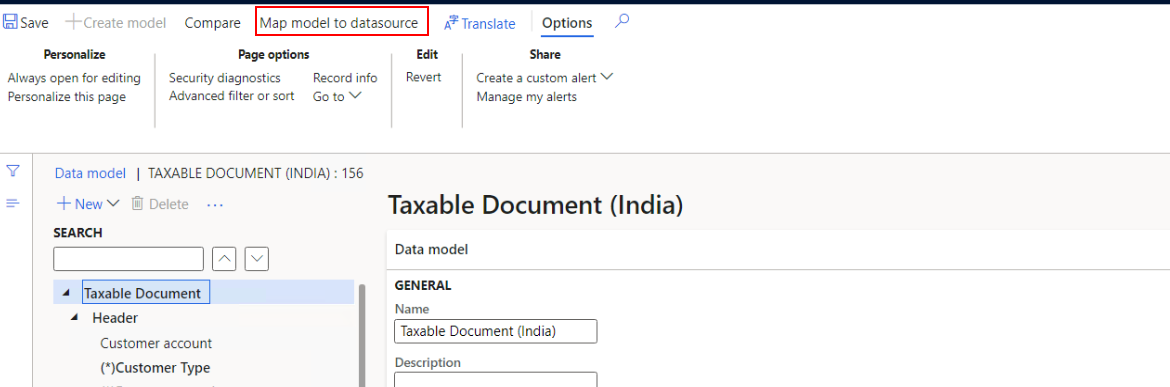 Save Create model Compare Map model to datasource Translate Options
Personalize
Always open for editing
Personalize this page
Page options
Security diagnostics Record info
Advanced filter or sort Go to
Edit
Revert
Share
Create a custom alert
Manage my alerts
Data model | TAXABLE DOCUMENT (INDIA) : 156
New Delete ...
SEARCH
Taxable Document
Header
Customer account
(*)Customer Type
Taxable Document (India)
Data model
GENERAL
Name
Taxable Document (India)
Description